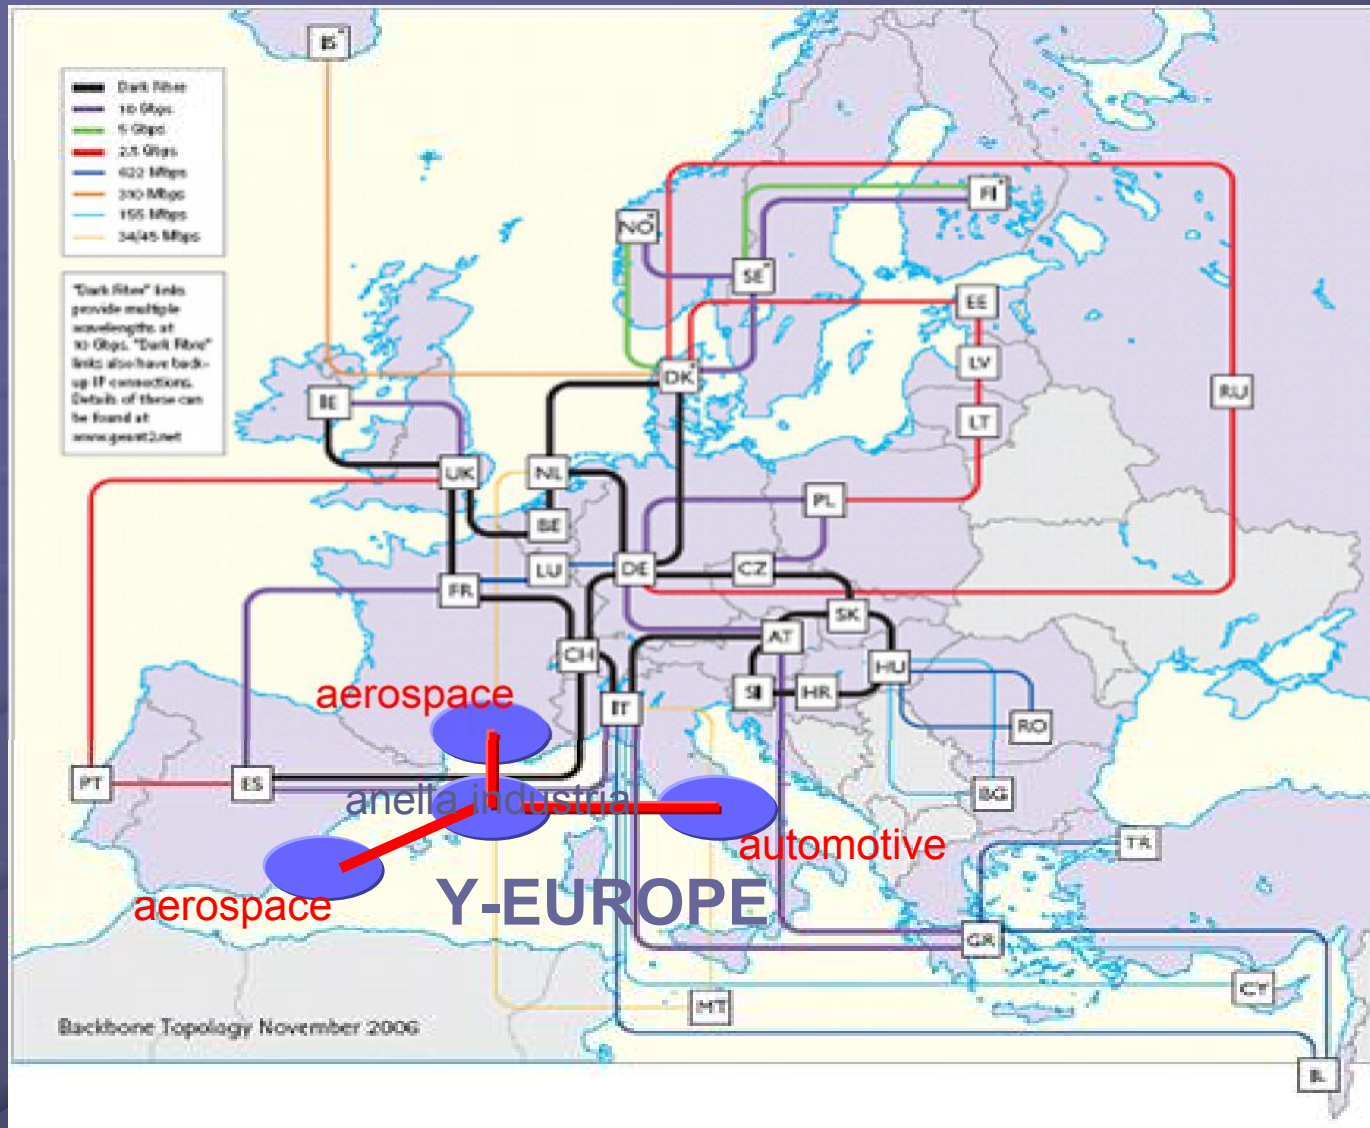 IS*
Dark Fibre
10 Gbps
5 Gbps
2.5 Gbps
622 Mbps
310 Mbps
155 Mbps
34/45 Mbps
"Dark Fibre" links
provide multiple
wavelengths at
10 Gbps. "Dark Fibre"
links also have back-
up IP connections.
Details of these can
be found at
www.geant2.net
FI*
NO*
SE*
EE
LV
DK*
RU
IE
LT
UK
NL
PL
BE
LU
DE
CZ
FR
SK
AT
CH
HU
SI
HR
IT
RO
aerospace
PT
ES
anella industrial
BG
automotive
TR
aerospace
Y-EUROPE
GR
CY
MT
Backbone Topology November 2006
IL